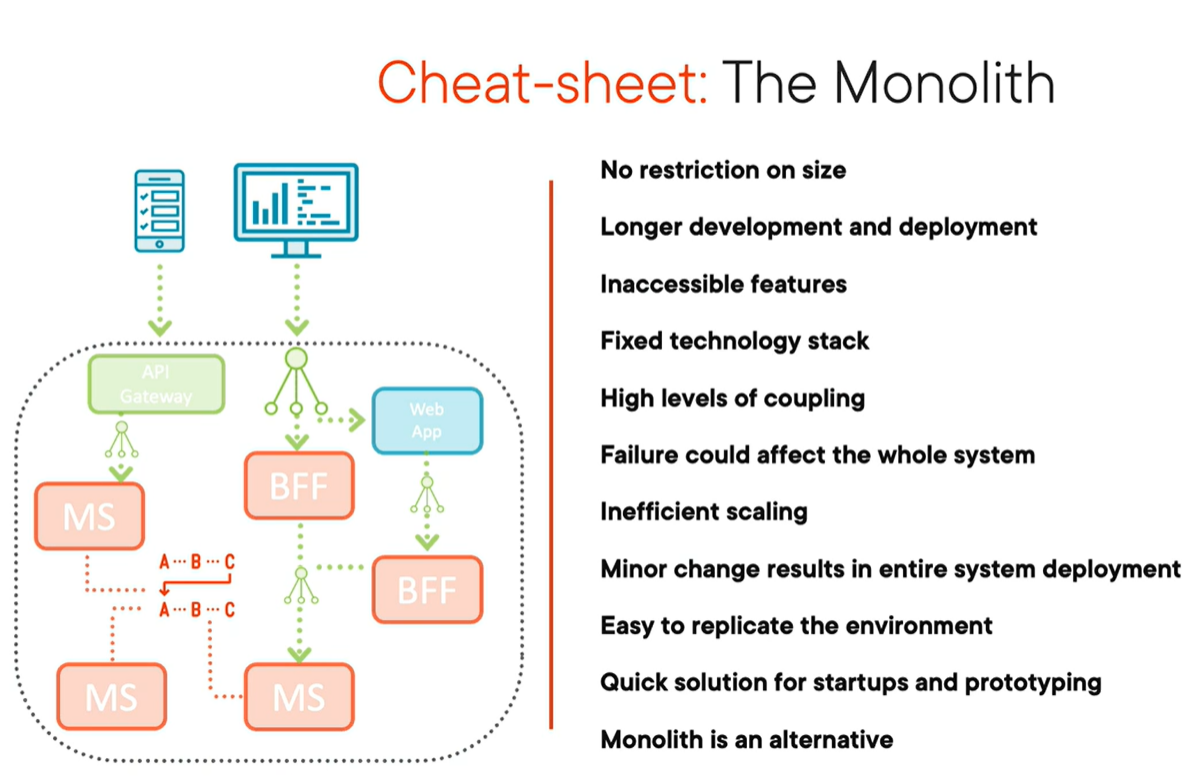 Cheat-sheet: The Monolith
No restriction on size
Longer development and deployment
Inaccessible features
Fixed technology stack
High levels of coupling
Failure could affect the whole system
Inefficient scaling
Minor change results in entire system deployment
Easy to replicate the environment
Quick solution for startups and prototyping
Monolith is an alternative
API
Gateway
Web
App
BFF
MS
A ··· B ··· C
BFF
A ··· B ··· C
MS
MS